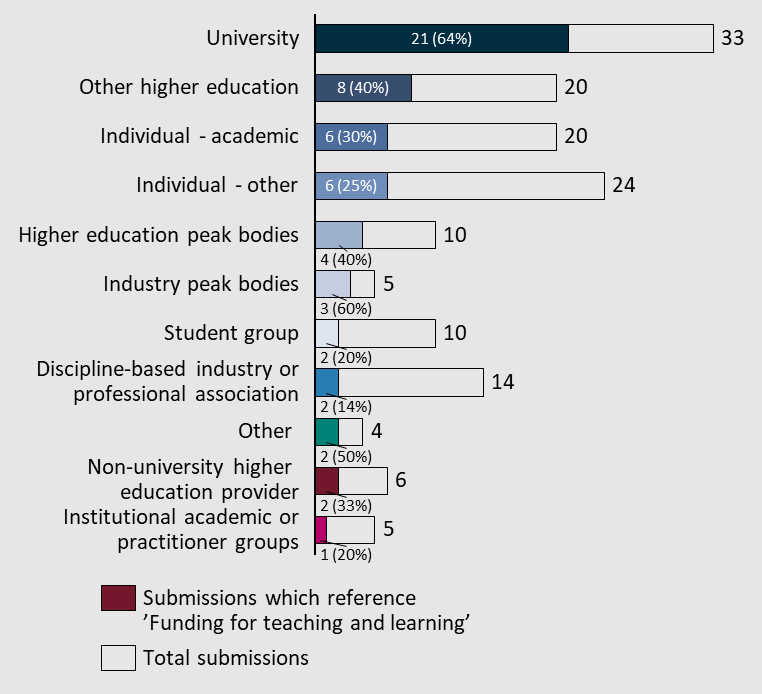 University 21 (64%) 33
Other higher education 8 (40%) 20
Individual - academic 6 (30%) 20
Individual - other 6 (25%) 24
Higher education peak bodies 10
4 (40%)
Industry peak bodies 5
3 (60%)
Student group 10
2 (20%)
Discipline-based industry or
professional association 14
2 (14%)
Other 4
2 (50%)
Non-university higher
education provider 6
2 (33%)
Institutional academic or
practitioner groups 5
1 (20%)
Submissions which reference
’Funding for teaching and learning’
Total submissions